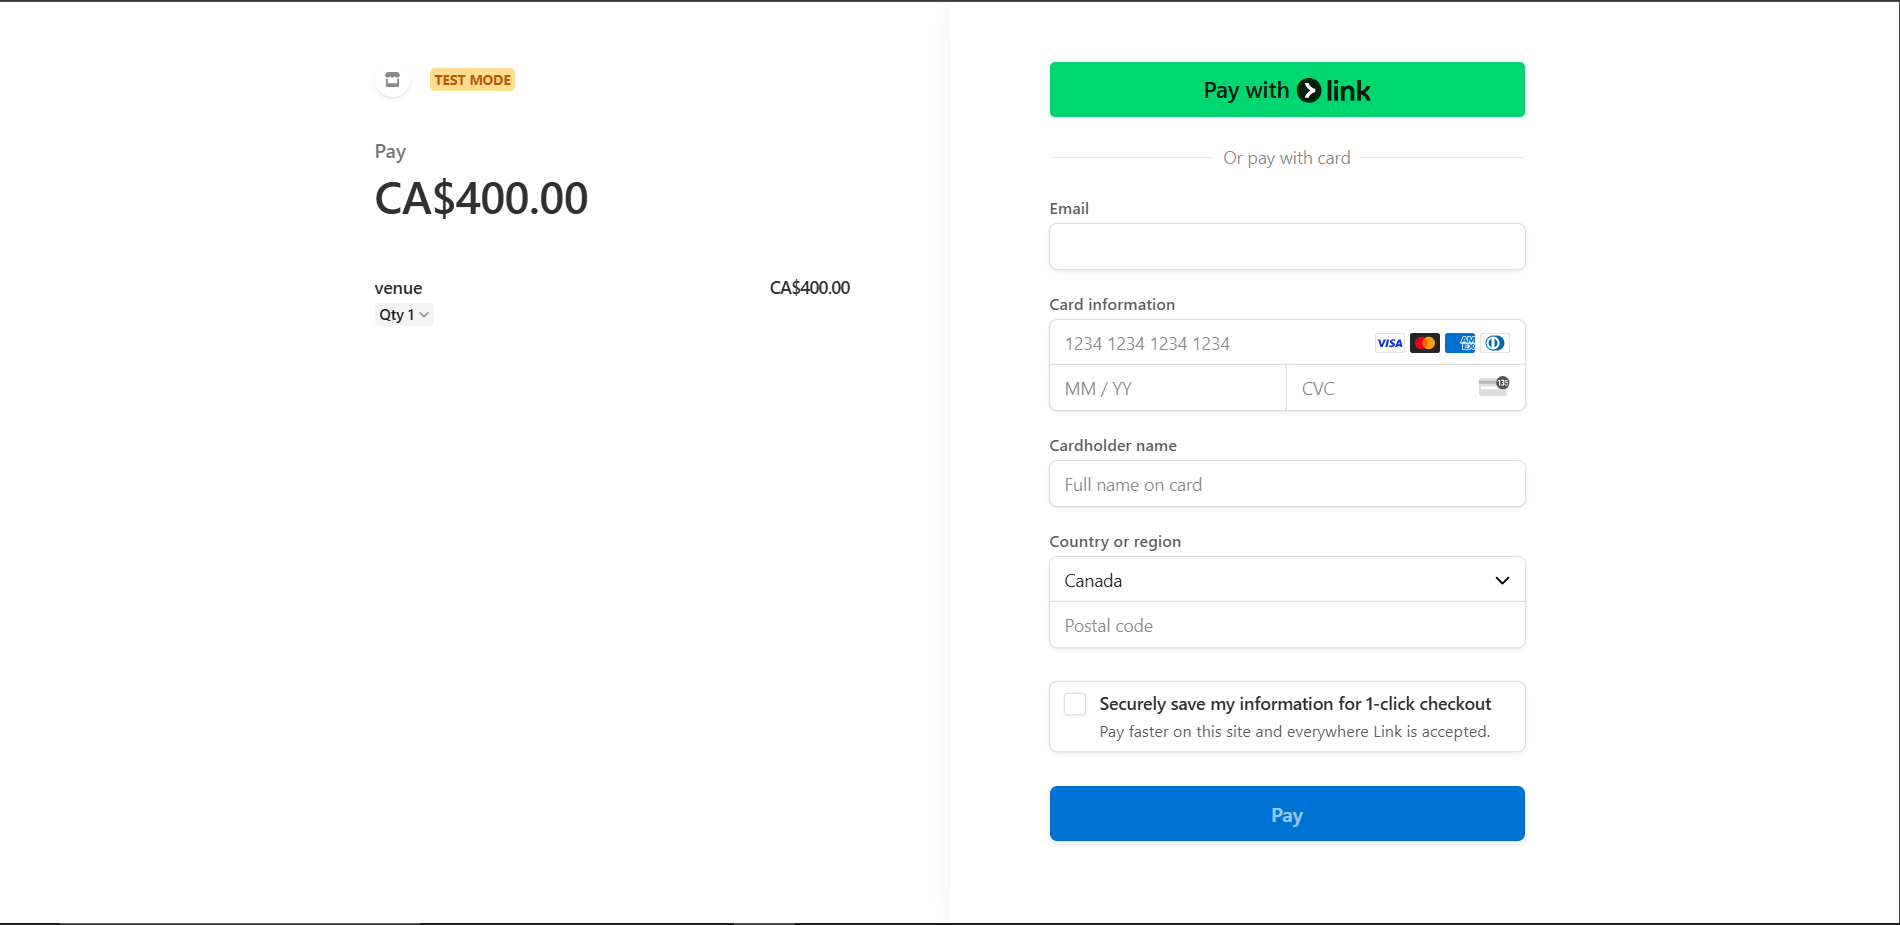 TEST MODE
Pay
CA$400.00
venue CA$400.00
Qty 1
Pay with link
Or pay with card
Email
Card information
1234 1234 1234 1234 VISA AM EX
MM / YY CVC 135
Cardholder name
Full name on card
Country or region
Canada
Postal code
Securely save my information for 1-click checkout
Pay faster on this site and everywhere Link is accepted.
Pay